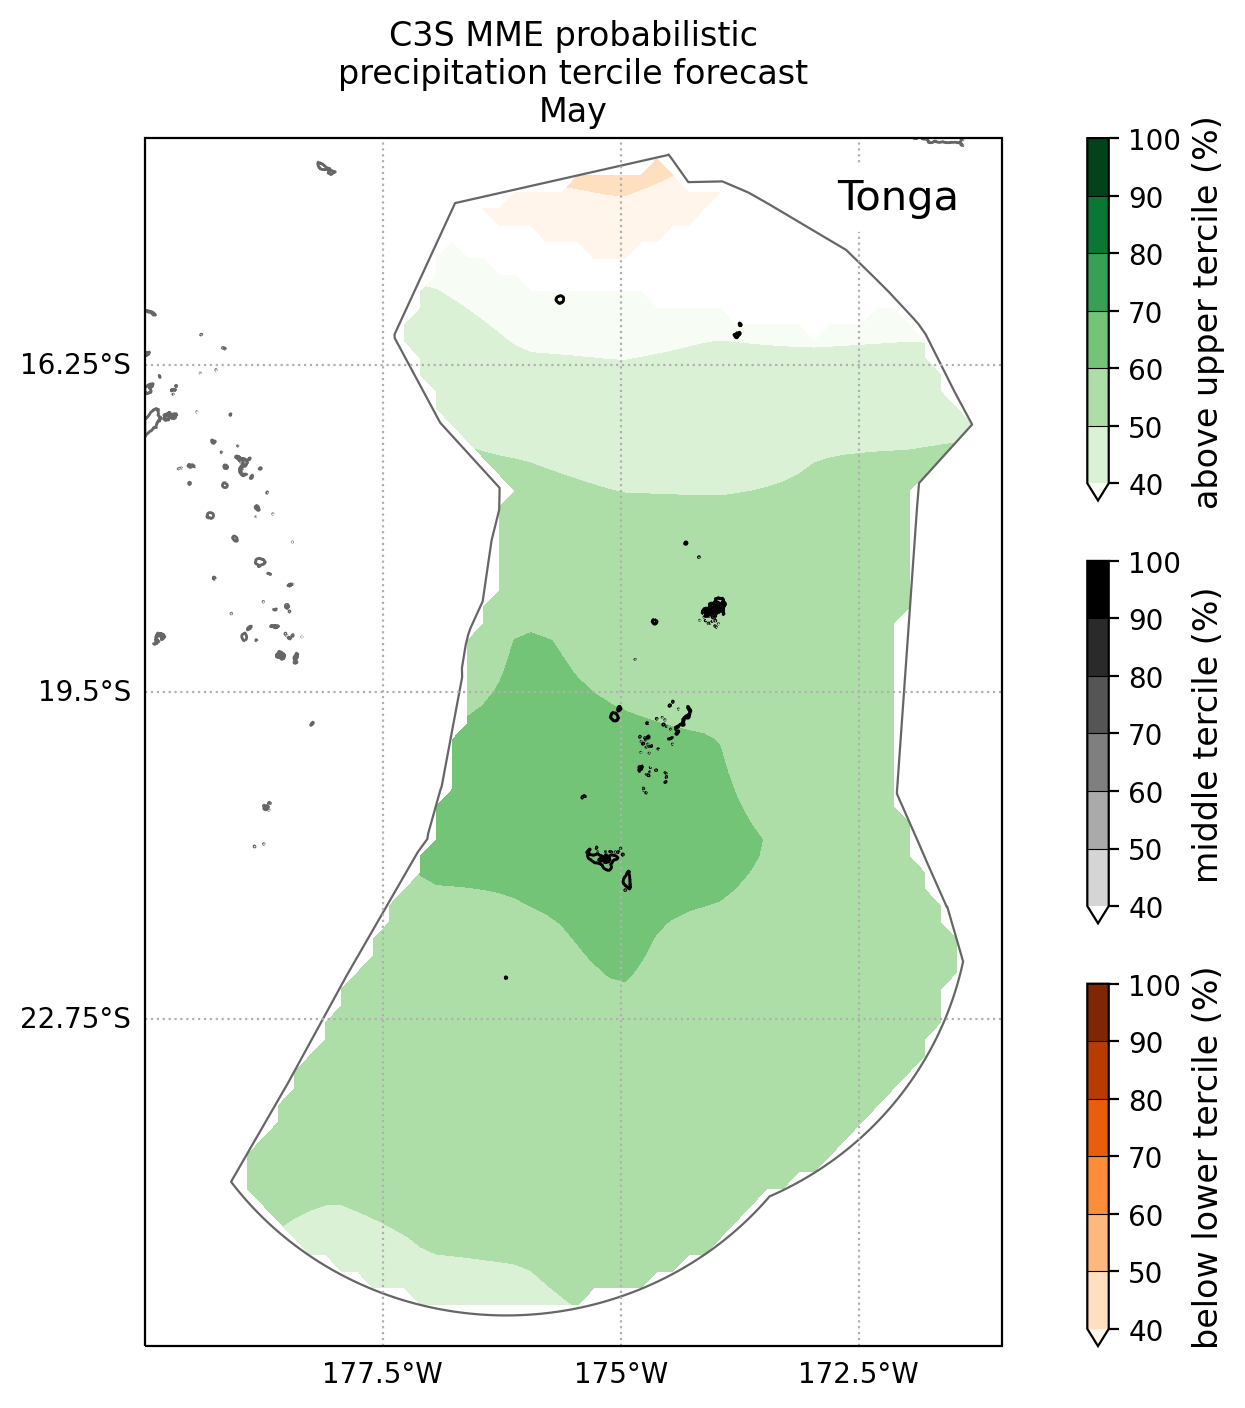 C3S MME probabilistic
precipitation tercile forecast
May
Tonga
16.25°S
19.5°S
22.75°S
177.5°W
175°W
172.5°W
100
90
80
70
60
50
40
above upper tercile (%)
100
90
80
70
60
50
40
middle tercile (%)
100
90
80
70
60
50
40
below lower tercile (%)